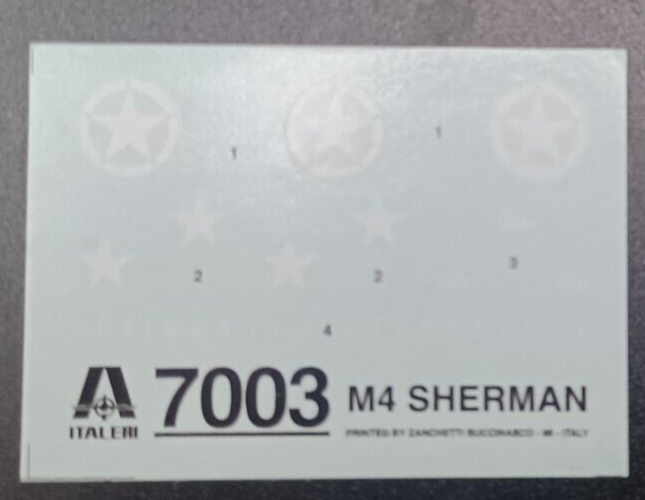 1
1
2
2
3
4
ITALERI
7003
M4 SHERMAN
PRINTED BY ZANCHETTI BUCCINASCO - MI - ITALY